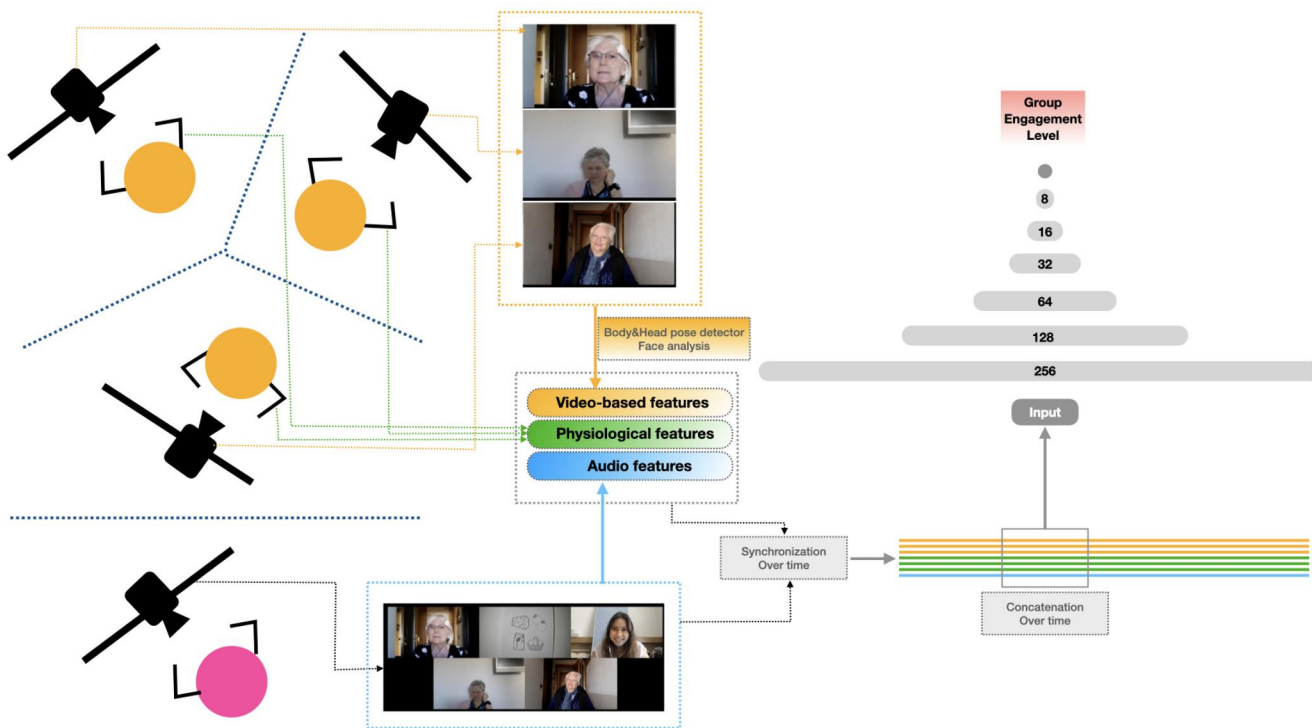 Group
Engagement
Level
8
16
32
64
128
256
Input
Body&Head pose detector
Face analysis
Video-based features
Physiological features
Audio features
Synchronization
Over time
Concatenation
Over time